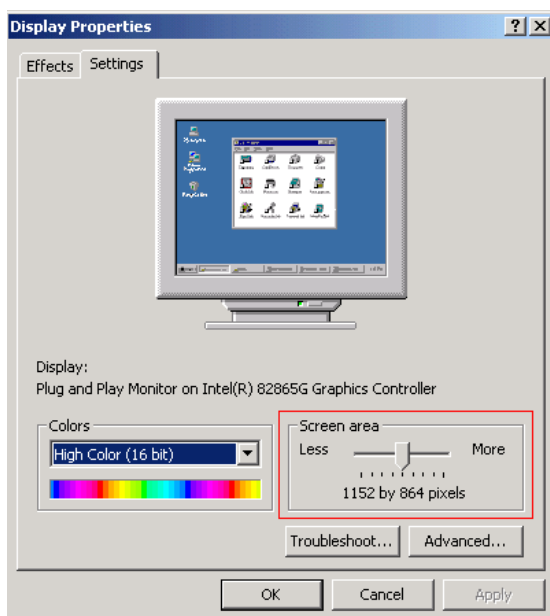 Display Properties
Effects Settings
Display:
Plug and Play Monitor on Intel(R) 82865G Graphics Controller
Colors
High Color (16 bit)
Screen area
Less More
1152 by 864 pixels
Troubleshoot... Advanced...
OK Cancel Apply